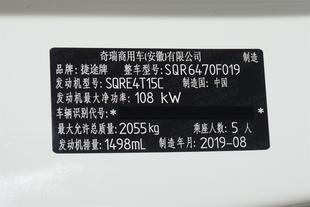 奇瑞商用车(安徽)有限公司 制造
品牌：捷途牌 整车型号：SQR6470F019
发动机型号：SQRE4T15C 制造国：中国
发动机最大净功率：108 kW
车辆识别代号：* *
最大允许总质量：2055kg 乘座人数：5 人
发动机排量：1498mL 制造年月：2019-08